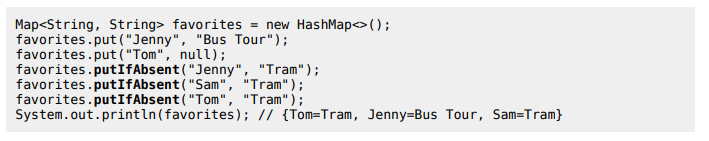 Map<String, String> favorites = new HashMap<>();
favorites.put("Jenny", "Bus Tour");
favorites.put("Tom", null);
favorites.putIfAbsent("Jenny", "Tram");
favorites.putIfAbsent("Sam", "Tram");
favorites.putIfAbsent("Tom", "Tram");
System.out.println(favorites); // {Tom=Tram, Jenny=Bus Tour, Sam=Tram}